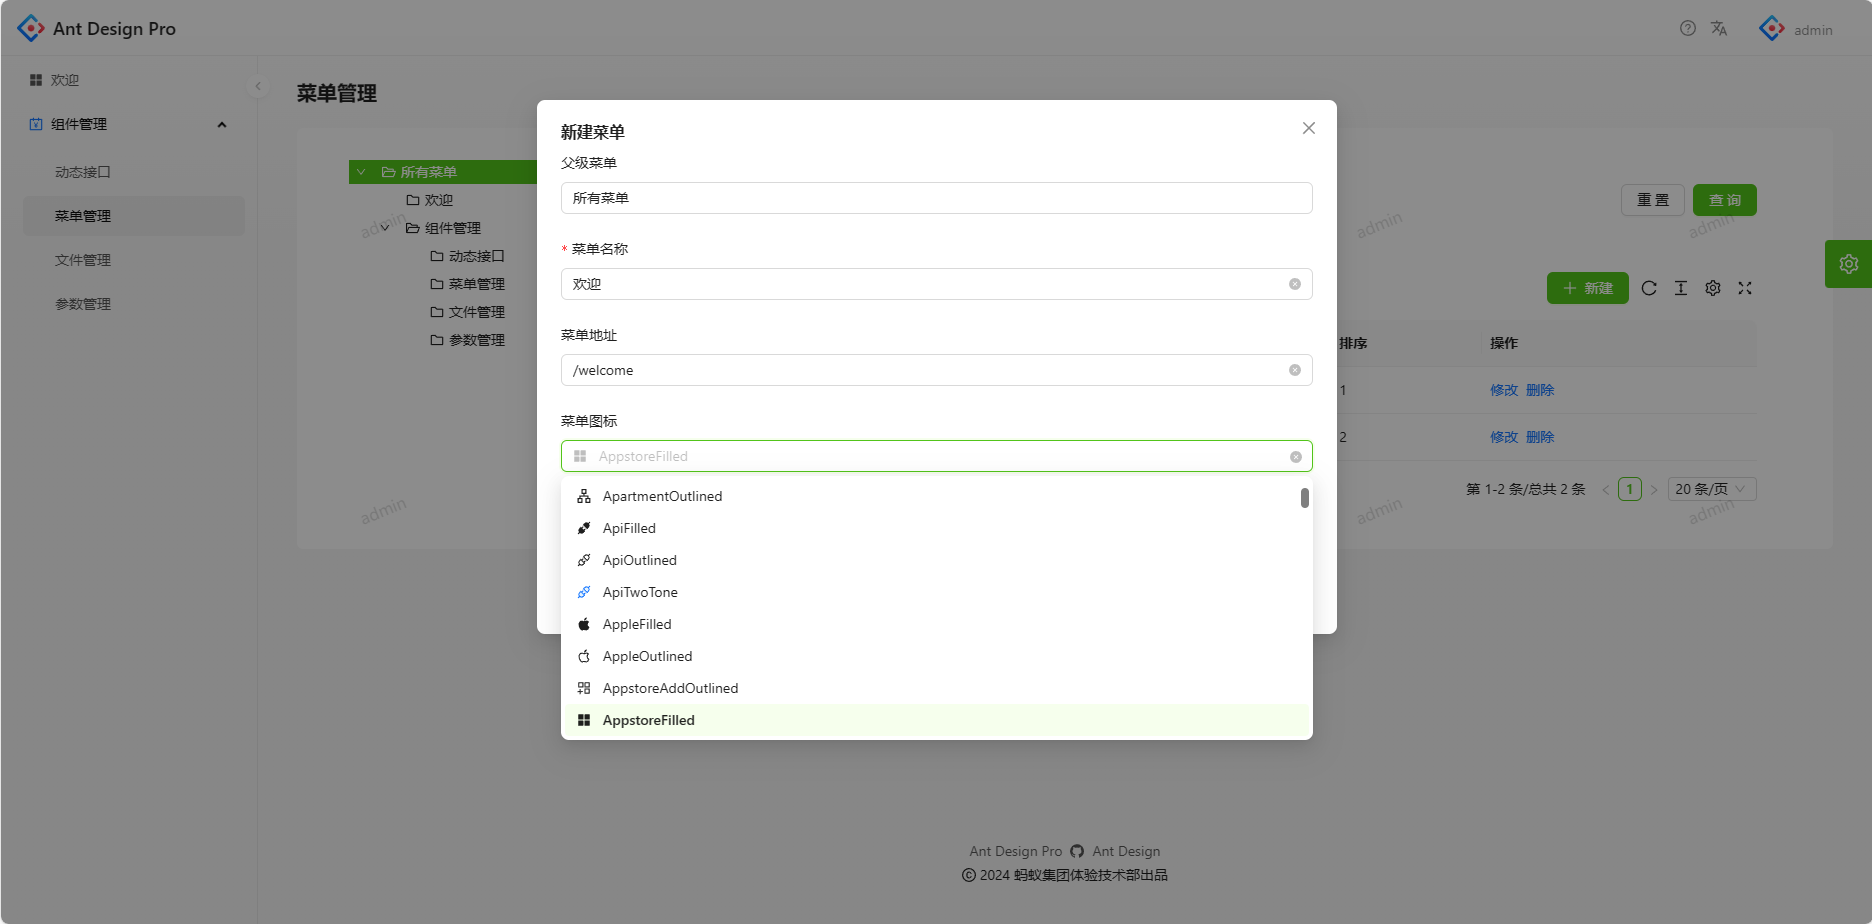 Ant Design Pro
admin
欢迎
组件管理
动态接口
菜单管理
文件管理
参数管理
菜单管理
所有菜单
欢迎
组件管理
动态接口
菜单管理
文件管理
参数管理
admin
admin
admin
admin
admin
admin
重 置
查 询
新建
排序
操作
1
修改 删除
2
修改 删除
第 1-2 条/总共 2 条
1
20 条/页
新建菜单
父级菜单
所有菜单
* 菜单名称
欢迎
菜单地址
/welcome
菜单图标
AppstoreFilled
ApartmentOutlined
ApiFilled
ApiOutlined
ApiTwoTone
AppleFilled
AppleOutlined
AppstoreAddOutlined
AppstoreFilled
Ant Design Pro
Ant Design
© 2024 蚂蚁集团体验技术部出品